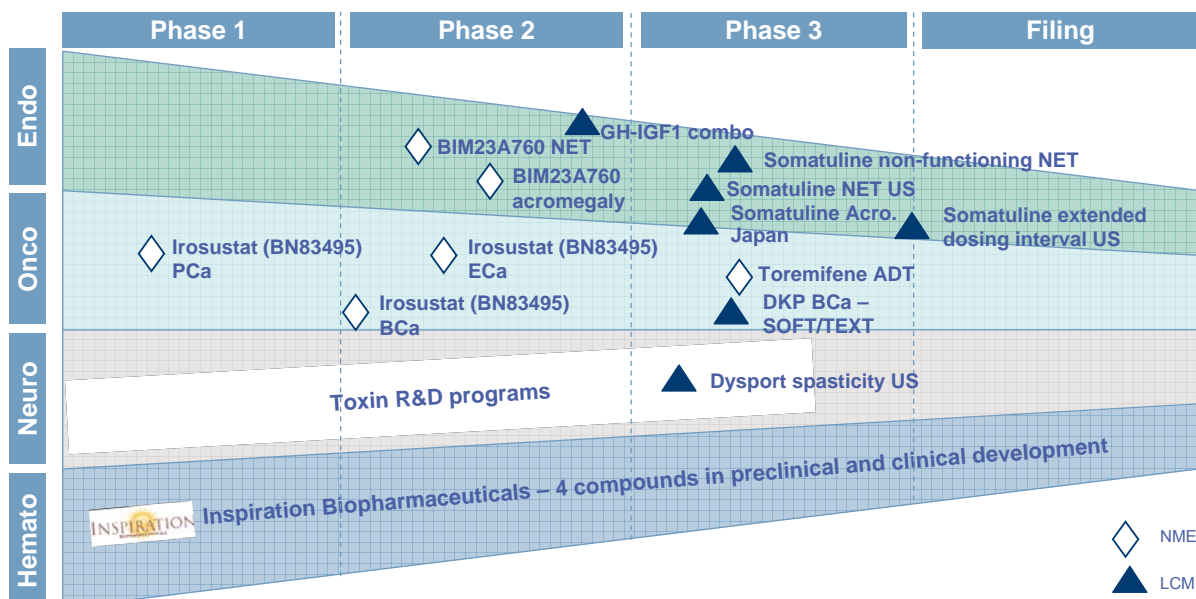 Phase 1
Phase 2
Phase 3
Filing
Endo
GH-IGF1 combo
BIM23A760 NET
BIM23A760
acromegaly
Somatuline non-functioning NET
Somatuline NET US
Somatuline Acro.
Japan
Somatuline extended
dosing interval US
Onco
Irosustat (BN83495)
PCa
Irosustat (BN83495)
ECa
Irosustat (BN83495)
BCa
Toremifene ADT
DKP BCa –
SOFT/TEXT
Neuro
Toxin R&D programs
Dysport spasticity US
Hemato
INSPIRATION
Inspiration Biopharmaceuticals – 4 compounds in preclinical and clinical development
NME
LCM